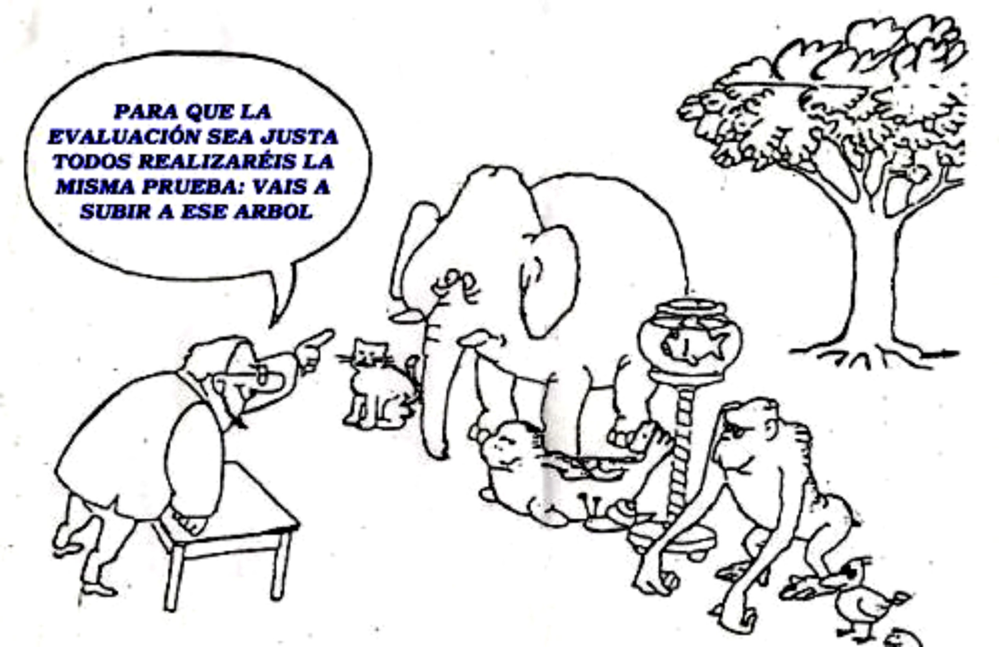 PARA QUE LA
EVALUACIÓN SEA JUSTA
TODOS REALIZARÉIS LA
MISMA PRUEBA: VAIS A
SUBIR A ESE ARBOL